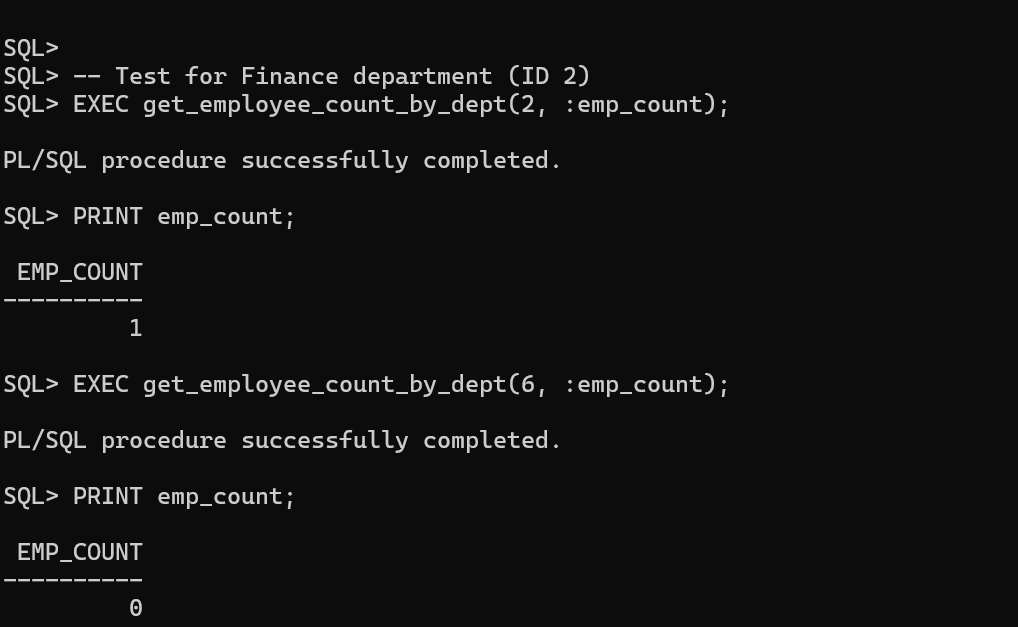 SQL>
SQL> -- Test for Finance department (ID 2)
SQL> EXEC get_employee_count_by_dept(2, :emp_count);
PL/SQL procedure successfully completed.
SQL> PRINT emp_count;
 EMP_COUNT
----------
         1
SQL> EXEC get_employee_count_by_dept(6, :emp_count);
PL/SQL procedure successfully completed.
SQL> PRINT emp_count;
 EMP_COUNT
----------
         0